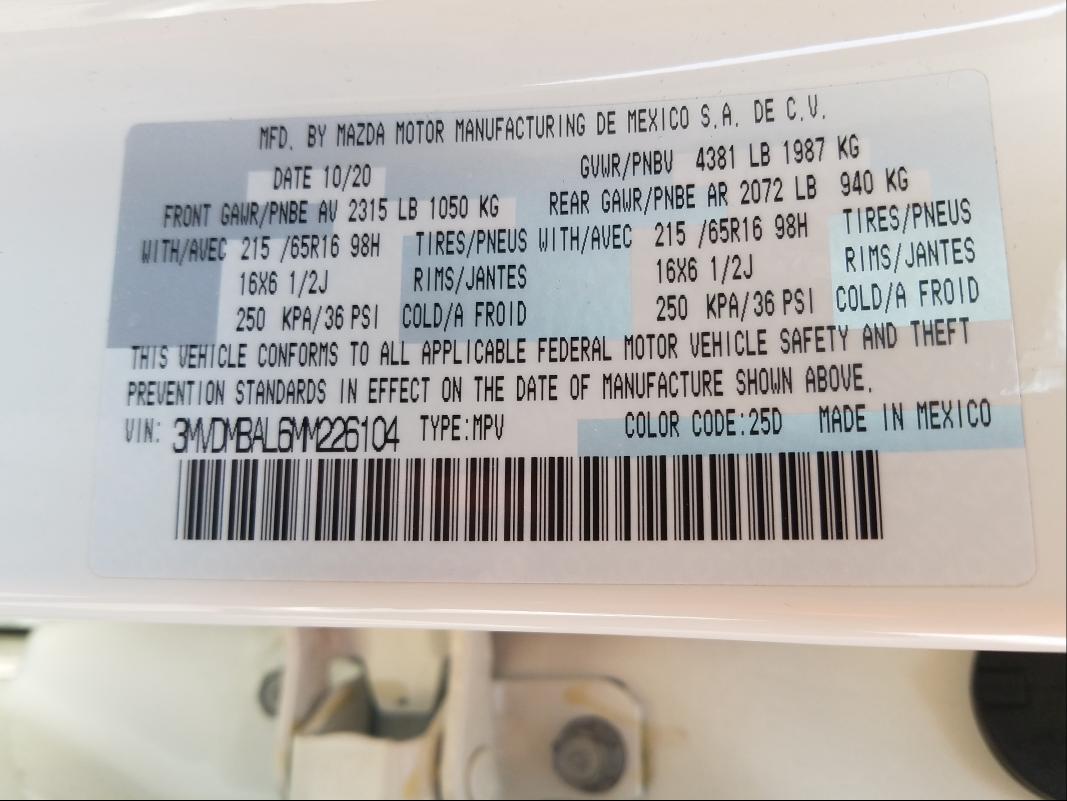 MFD. BY MAZDA MOTOR MANUFACTURING DE MEXICO S.A. DE C.V.
DATE 10/20 GVWR/PNBV 4381 LB 1987 KG
FRONT GAWR/PNBE AV 2315 LB 1050 KG REAR GAWR/PNBE AR 2072 LB 940 KG
WITH/AVEC 215 /65R16 98H TIRES/PNEUS WITH/AVEC 215 /65R16 98H TIRES/PNEUS
16X6 1/2J RIMS/JANTES 16X6 1/2J RIMS/JANTES
250 KPA/36 PSI COLD/A FROID 250 KPA/36 PSI COLD/A FROID
THIS VEHICLE CONFORMS TO ALL APPLICABLE FEDERAL MOTOR VEHICLE SAFETY AND THEFT
PREVENTION STANDARDS IN EFFECT ON THE DATE OF MANUFACTURE SHOWN ABOVE.
VIN: 3MVDMBAL6MM226104 TYPE:MPV COLOR CODE:25D MADE IN MEXICO